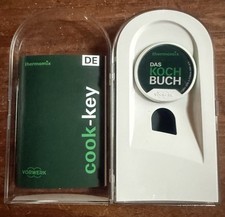 thermomix
DE
cook-key
VORWERK
thermomix
DAS
KOCH
BUCH